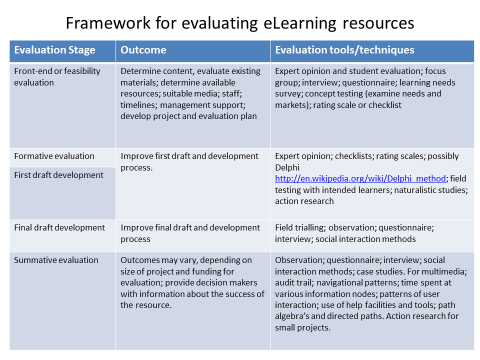 Framework for evaluating eLearning resources
Evaluation Stage
Outcome
Evaluation tools/techniques
Front-end or feasibility
evaluation
Determine content, evaluate existing
materials; determine available
resources; suitable media; staff;
timelines; management support;
develop project and evaluation plan
Expert opinion and student evaluation; focus
group; interview; questionnaire; learning needs
survey; concept testing (examine needs and
markets); rating scale or checklist
Formative evaluation
First draft development
Improve first draft and development
process.
Expert opinion; checklists; rating scales; possibly
Delphi
http://en.wikipedia.org/wiki/Delphi_method; field
testing with intended learners; naturalistic studies;
action research
Final draft development
Improve final draft and development
process
Field trialling; observation; questionnaire;
interview; social interaction methods
Summative evaluation
Outcomes may vary, depending on
size of project and funding for
evaluation; provide decision makers
with information about the success of
the resource.
Observation; questionnaire; interview; social
interaction methods; case studies. For multimedia;
audit trail; navigational patterns; time spent at
various information nodes; patterns of user
interaction; use of help facilities and tools; path
algebra's and directed paths. Action research for
small projects.